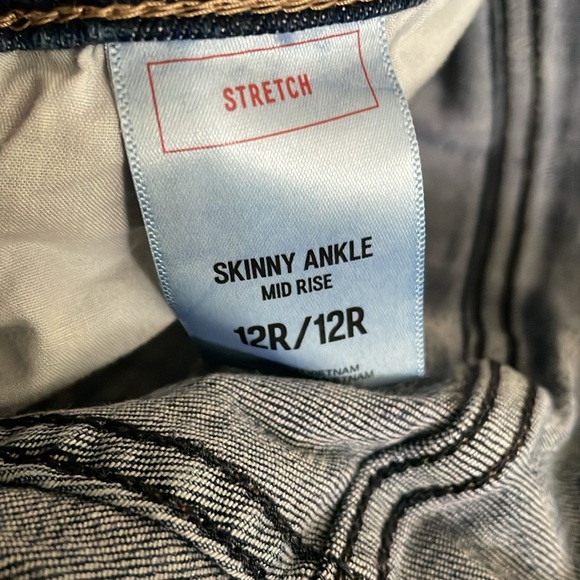 STRETCH
SKINNY ANKLE
MID RISE
12R/12R